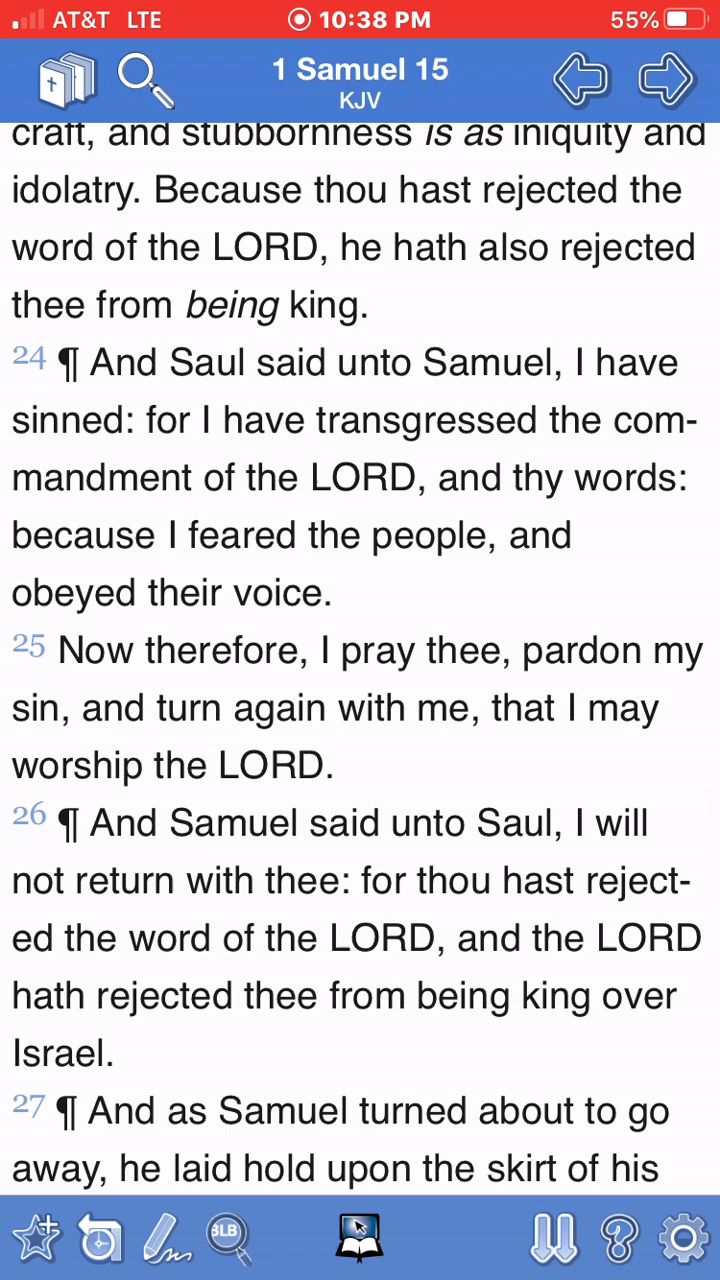 AT&T LTE 10:38 PM 55%
1 Samuel 15
KJV
craft, and stubbornness is as iniquity and
idolatry. Because thou hast rejected the
word of the LORD, he hath also rejected
thee from being king.
24 ¶ And Saul said unto Samuel, I have
sinned: for I have transgressed the com-
mandment of the LORD, and thy words:
because I feared the people, and
obeyed their voice.
25 Now therefore, I pray thee, pardon my
sin, and turn again with me, that I may
worship the LORD.
26 ¶ And Samuel said unto Saul, I will
not return with thee: for thou hast reject-
ed the word of the LORD, and the LORD
hath rejected thee from being king over
Israel.
27 ¶ And as Samuel turned about to go
away, he laid hold upon the skirt of his
BLB